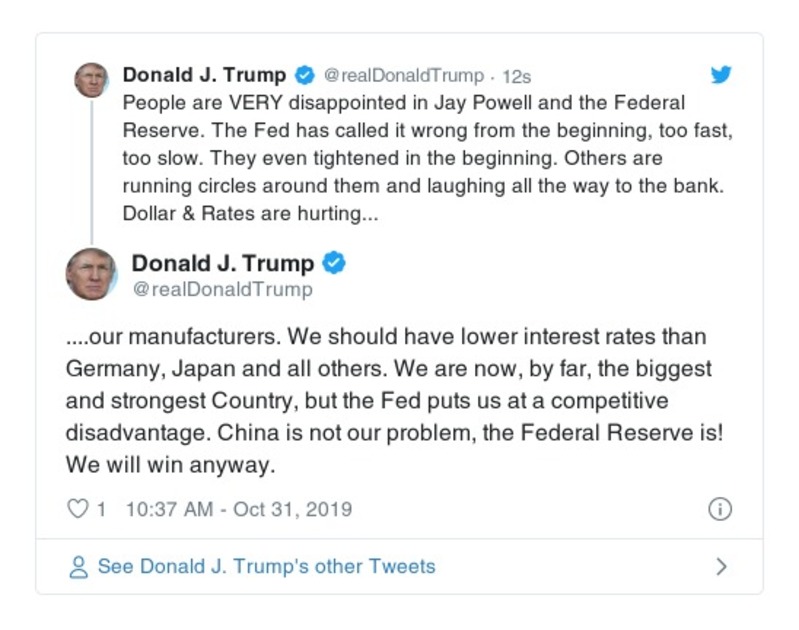 Donald J. Trump @realDonaldTrump · 12s
People are VERY disappointed in Jay Powell and the Federal
Reserve. The Fed has called it wrong from the beginning, too fast,
too slow. They even tightened in the beginning. Others are
running circles around them and laughing all the way to the bank.
Dollar & Rates are hurting...
Donald J. Trump
@realDonaldTrump
....our manufacturers. We should have lower interest rates than
Germany, Japan and all others. We are now, by far, the biggest
and strongest Country, but the Fed puts us at a competitive
disadvantage. China is not our problem, the Federal Reserve is!
We will win anyway.
1 10:37 AM - Oct 31, 2019
See Donald J. Trump's other Tweets